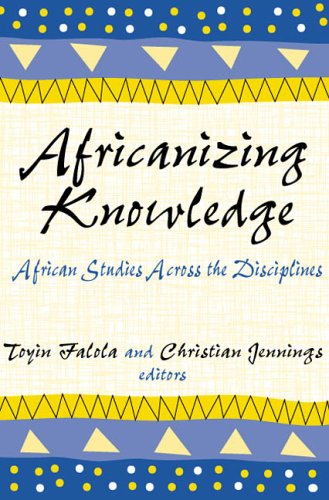 Africanizing
Knowledge
African Studies Across the Disciplines
Toyin Falola and Christian Jennings
editors